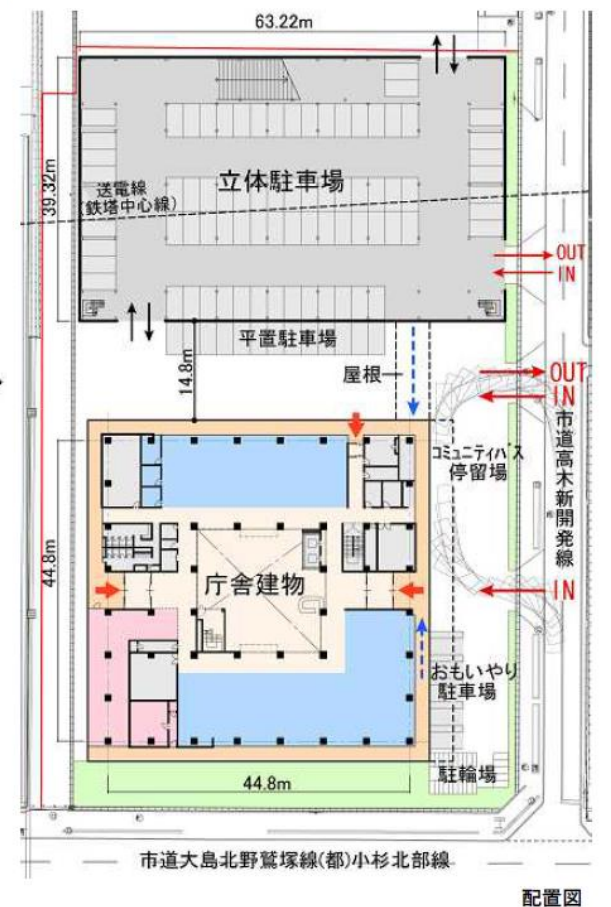 63.22m
39.32m
立体駐車場
送電線
(鉄塔中心線)
OUT
IN
平置駐車場
14.8m
屋根
OUT
IN
コミュニティバス
停留場
市道高木新開発線
44.8m
庁舎建物
IN
おもいやり
駐車場
駐輪場
44.8m
市道大島北野鷲塚線(都)小杉北部線
配置図